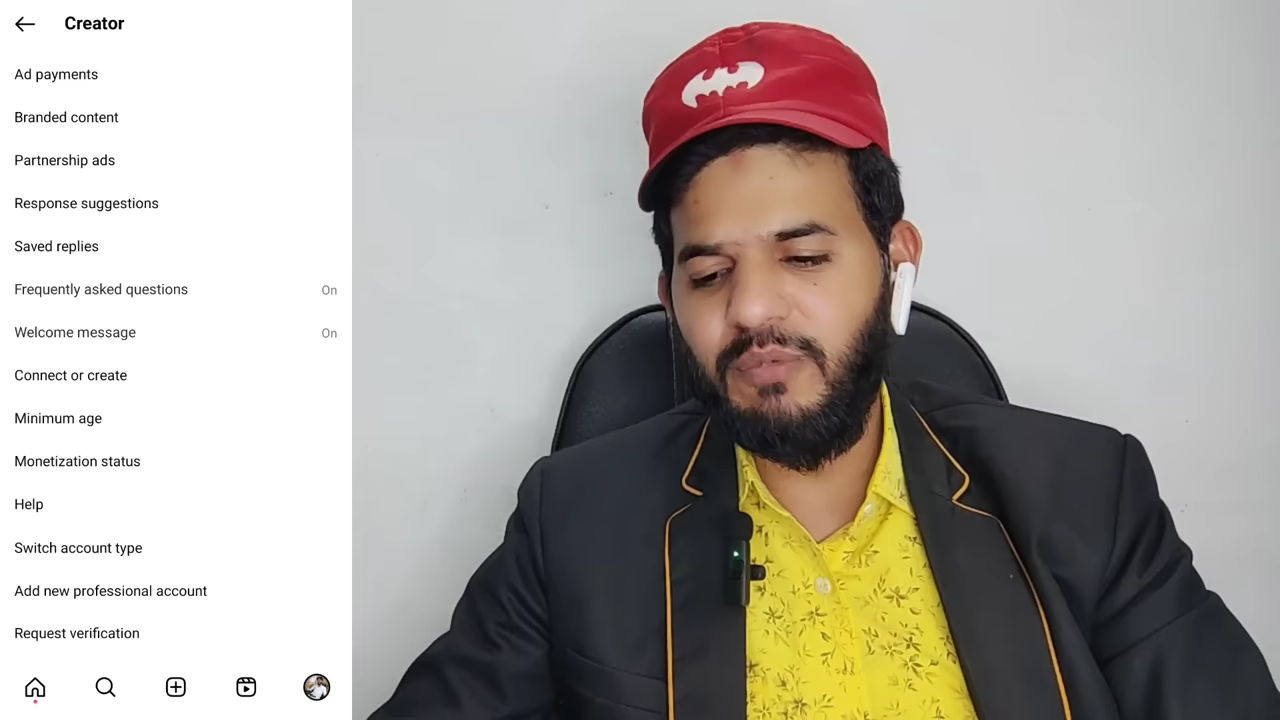 Creator
Ad payments
Branded content
Partnership ads
Response suggestions
Saved replies
Frequently asked questions On
Welcome message On
Connect or create
Minimum age
Monetization status
Help
Switch account type
Add new professional account
Request verification